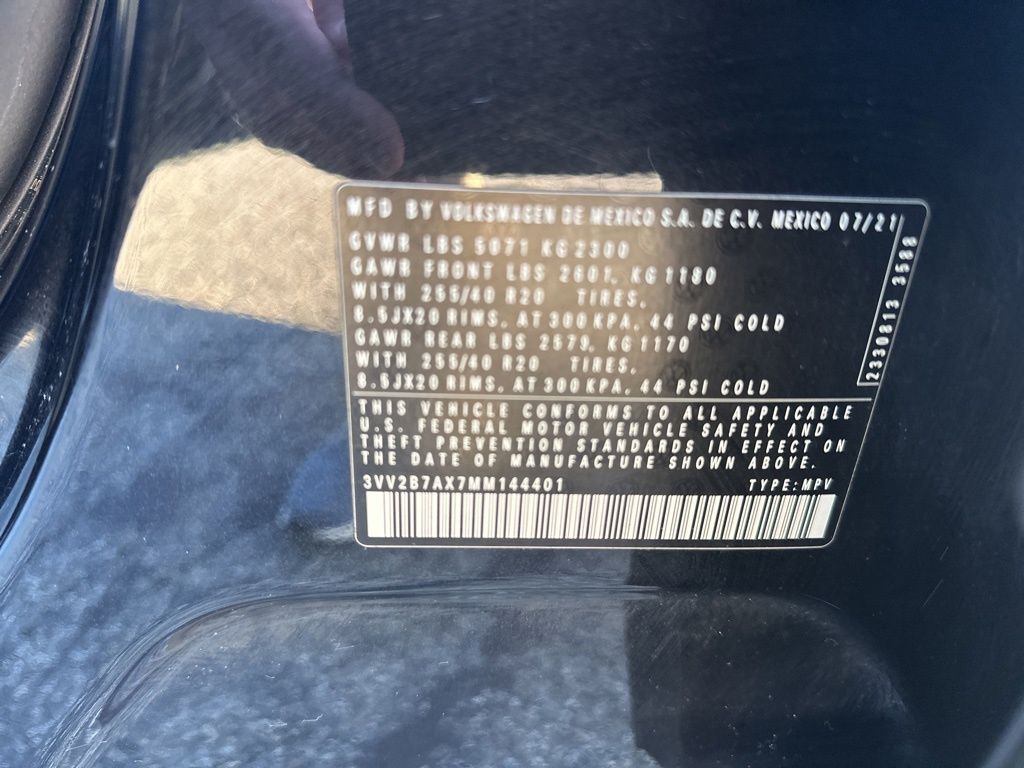 MFD BY VOLKSWAGEN DE MEXICO S.A. DE C.V. MEXICO 07/21
GVWR LBS 5071 KG 2300
GAWR FRONT LBS 2601, KG 1180
WITH 255/40 R20 TIRES,
8.5JX20 RIMS, AT 300 KPA, 44 PSI COLD
GAWR REAR LBS 2579, KG 1170
WITH 255/40 R20 TIRES,
8.5JX20 RIMS, AT 300 KPA, 44 PSI COLD
2330813 3588
THIS VEHICLE CONFORMS TO ALL APPLICABLE
U.S. FEDERAL MOTOR VEHICLE SAFETY AND
THEFT PREVENTION STANDARDS IN EFFECT ON
THE DATE OF MANUFACTURE SHOWN ABOVE.
3VV2B7AX7MM144401 TYPE: MPV